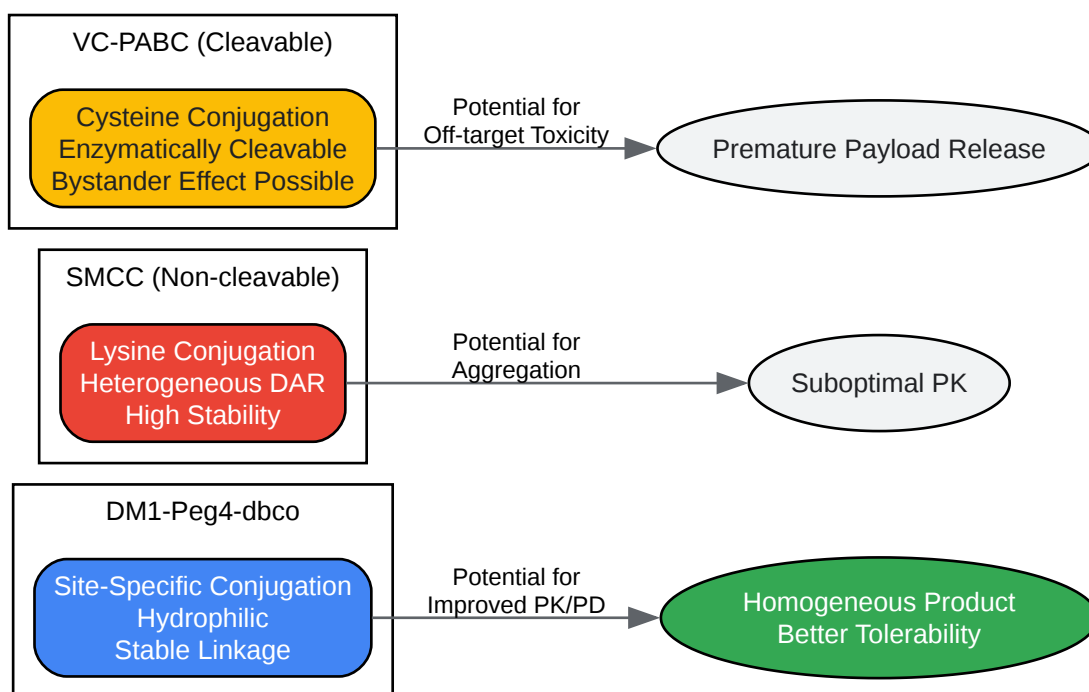 VC-PABC (Cleavable)
Cysteine Conjugation
Enzymatically Cleavable
Bystander Effect Possible
Potential for
Off-target Toxicity
Premature Payload Release
SMCC (Non-cleavable)
Lysine Conjugation
Heterogeneous DAR
High Stability
Potential for
Aggregation
Suboptimal PK
DM1-Peg4-dbco
Site-Specific Conjugation
Hydrophilic
Stable Linkage
Potential for
Improved PK/PD
Homogeneous Product
Better Tolerability